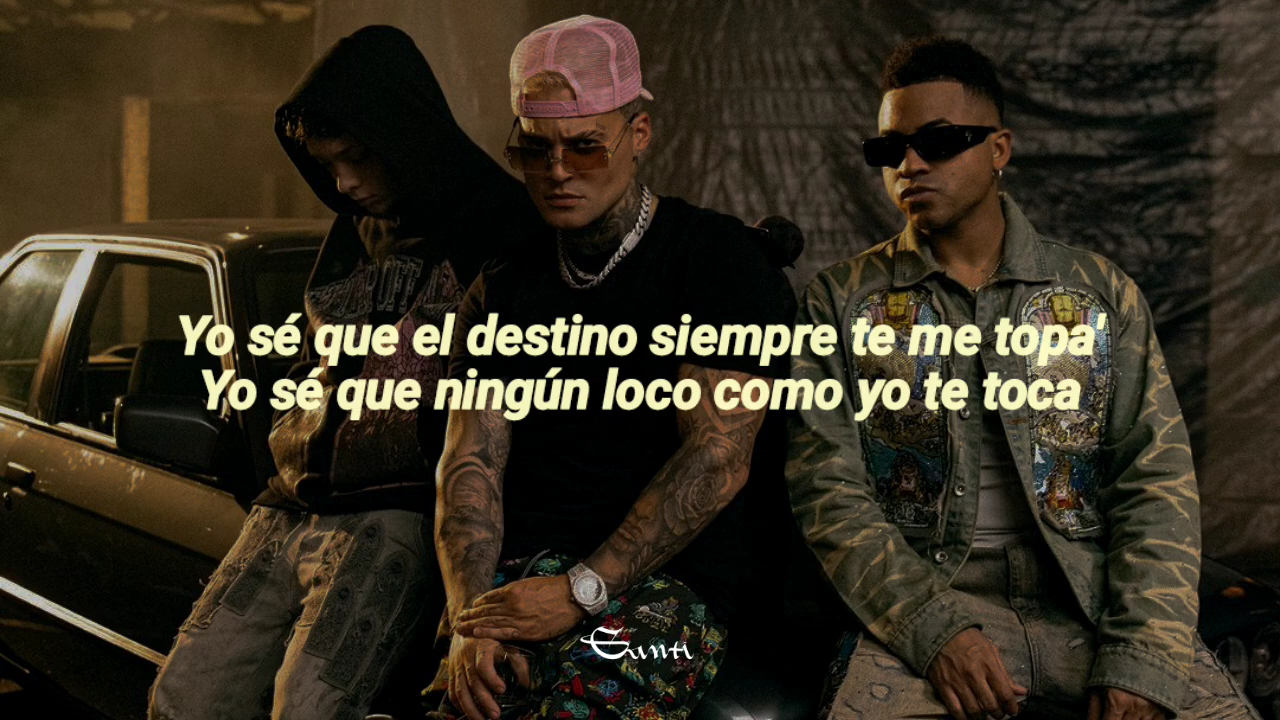 Yo sé que el destino siempre te me topa'
Yo sé que ningún loco como yo te toca
Santi